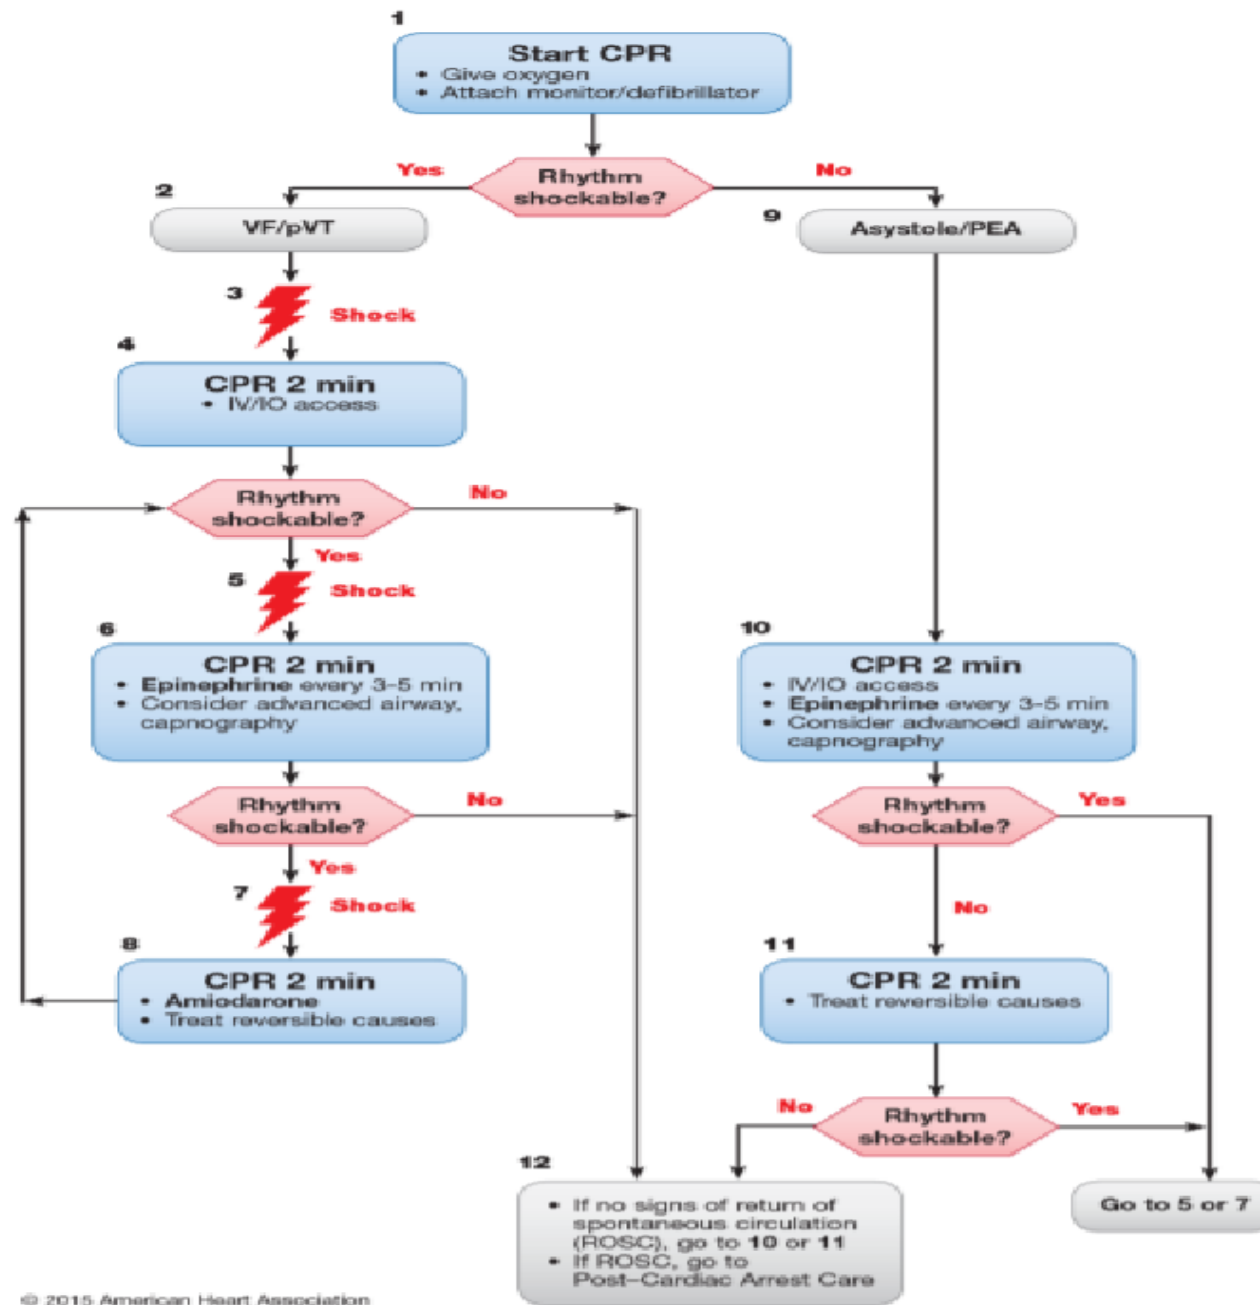 1
Start CPR
• Give oxygen
• Attach monitor/defibrillator
Yes
Rhythm
shockable?
No
2
VF/pVT
9
Asystole/PEA
3
Shock
4
CPR 2 min
• IV/IO access
Rhythm
shockable?
No
Yes
5
Shock
6
CPR 2 min
• Epinephrine every 3–5 min
• Consider advanced airway,
capnography
Rhythm
shockable?
No
Yes
7
Shock
8
CPR 2 min
• Amiodarone
• Treat reversible causes
10
CPR 2 min
• IV/IO access
• Epinephrine every 3–5 min
• Consider advanced airway,
capnography
Rhythm
shockable?
Yes
No
11
CPR 2 min
• Treat reversible causes
No
Rhythm
shockable?
Yes
12
• If no signs of return of
spontaneous circulation
(ROSC), go to 10 or 11
• If ROSC, go to
Post–Cardiac Arrest Care
Go to 5 or 7
© 2015 American Heart Association